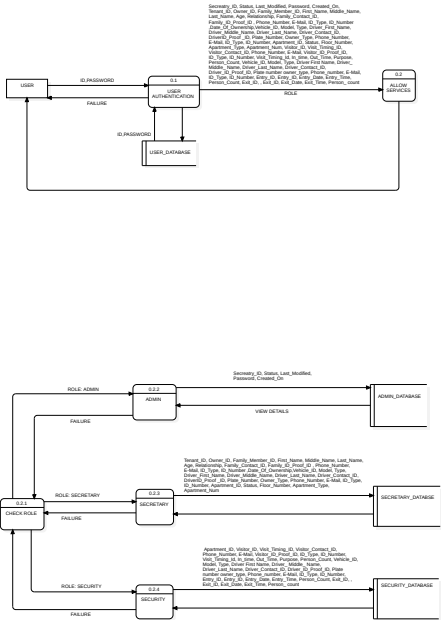 Secreatry_ID, Status, Last_Modified, Password, Created_On,
Tenant_ID, Owner_ID, Family_Member_ID, First_Name, Middle_Name,
Last_Name, Age, Relationship, Family_Contact_ID,
Family_ID_Proof_ID , Phone_Number, E-Mail, ID_Type, ID_Number
,Date_Of_Ownership,Vehicle_ID, Model, Type, Driver_First_Name,
Driver_Middle_Name, Driver_Last_Name, Driver_Contact_ID,
DriverID_Proof _ID, Plate_Number, Owner_Type, Phone_Number,
E-Mail, ID_Type, ID_Number, Apartment_ID, Status, Floor_Number,
Apartment_Type, Apartment_Num, Visitor_ID, Visit_Timing_ID,
Visitor_Contact_ID, Phone_Number, E-Mail, Visitor_ID_Proof_ID,
ID_Type, ID_Number, Visit_Timing_Id, In_time, Out_Time, Purpose,
Person_Count, Vehicle_ID, Model, Type, Driver First Name, Driver_
Middle_Name, Driver_Last_Name, Driver_Contact_ID,
Driver_ID_Proof_ID, Plate number owner_type, Phone_number, E-Mail,
ID_Type, ID_Number, Entry_ID, Entry_ID, Entry_Date, Entry_Time,
Person_Count, Exit_ID, , Exit_ID, Exit_Date, Exit_Time, Person_ count
USER
ID,PASSWORD
FAILURE
0.1
USER
AUTHENTICATION
ROLE
0.2
ALLOW
SERVICES
ID,PASSWORD
USER_DATABASE
ROLE: ADMIN
FAILURE
0.2.2
ADMIN
Secreatry_ID, Status, Last_Modified,
Password, Created_On
VIEW DETAILS
ADMIN_DATABASE
0.2.1
CHECK ROLE
ROLE: SECRETARY
FAILURE
0.2.3
SECRETARY
Tenant_ID, Owner_ID, Family_Member_ID, First_Name, Middle_Name, Last_Name,
Age, Relationship, Family_Contact_ID, Family_ID_Proof_ID , Phone_Number,
E-Mail, ID_Type, ID_Number,Date_Of_Ownership,Vehicle_ID, Model, Type,
Driver_First_Name, Driver_Middle_Name, Driver_Last_Name, Driver_Contact_ID,
DriverID_Proof _ID, Plate_Number, Owner_Type, Phone_Number, E-Mail, ID_Type,
ID_Number, Apartment_ID, Status, Floor_Number, Apartment_Type,
Apartment_Num
SECRETARY_DATABSE
ROLE: SECURITY
FAILURE
0.2.4
SECURITY
Apartment_ID, Visitor_ID, Visit_Timing_ID, Visitor_Contact_ID,
Phone_Number, E-Mail, Visitor_ID_Proof_ID, ID_Type, ID_Number,
Visit_Timing_Id, In_time, Out_Time, Purpose, Person_Count, Vehicle_ID,
Model, Type, Driver First Name, Driver_ Middle_Name,
Driver_Last_Name, Driver_Contact_ID, Driver_ID_Proof_ID, Plate
number owner_type, Phone_number, E-Mail, ID_Type, ID_Number,
Entry_ID, Entry_ID, Entry_Date, Entry_Time, Person_Count, Exit_ID, ,
Exit_ID, Exit_Date, Exit_Time, Person_ count
SECURITY_DATABASE